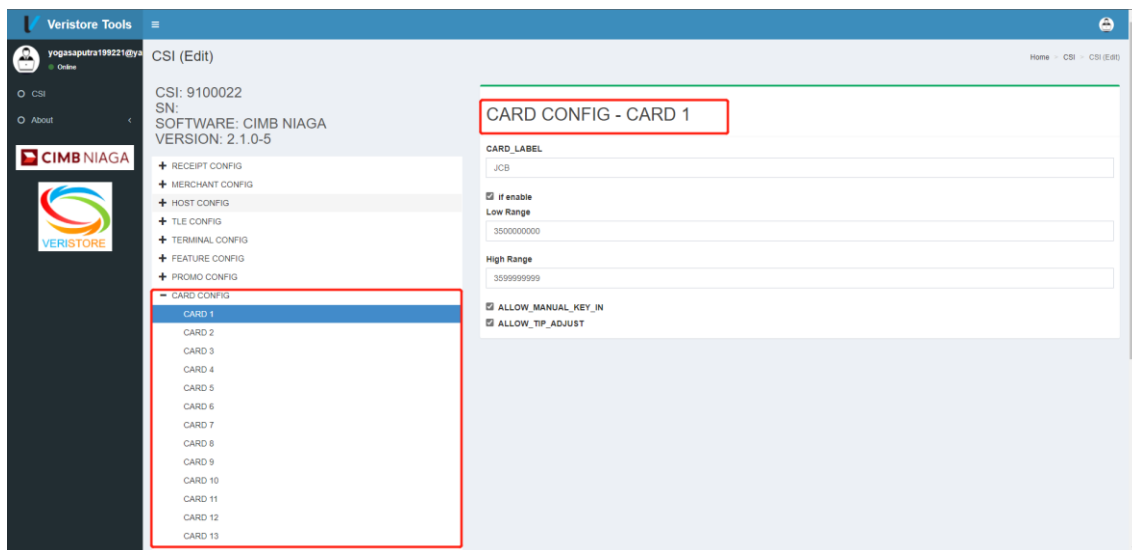 Veristore Tools
yogasaputra199221@ya
Online
CSI
About
CIMB NIAGA
VERISTORE
CSI (Edit)
Home > CSI > CSI (Edit)
CSI: 9100022
SN:
SOFTWARE: CIMB NIAGA
VERSION: 2.1.0-5
RECEIPT CONFIG
MERCHANT CONFIG
HOST CONFIG
TLE CONFIG
TERMINAL CONFIG
FEATURE CONFIG
PROMO CONFIG
CARD CONFIG
CARD 1
CARD 2
CARD 3
CARD 4
CARD 5
CARD 6
CARD 7
CARD 8
CARD 9
CARD 10
CARD 11
CARD 12
CARD 13
CARD CONFIG - CARD 1
CARD_LABEL
JCB
if enable
Low Range
3500000000
High Range
3599999999
ALLOW_MANUAL_KEY_IN
ALLOW_TIP_ADJUST